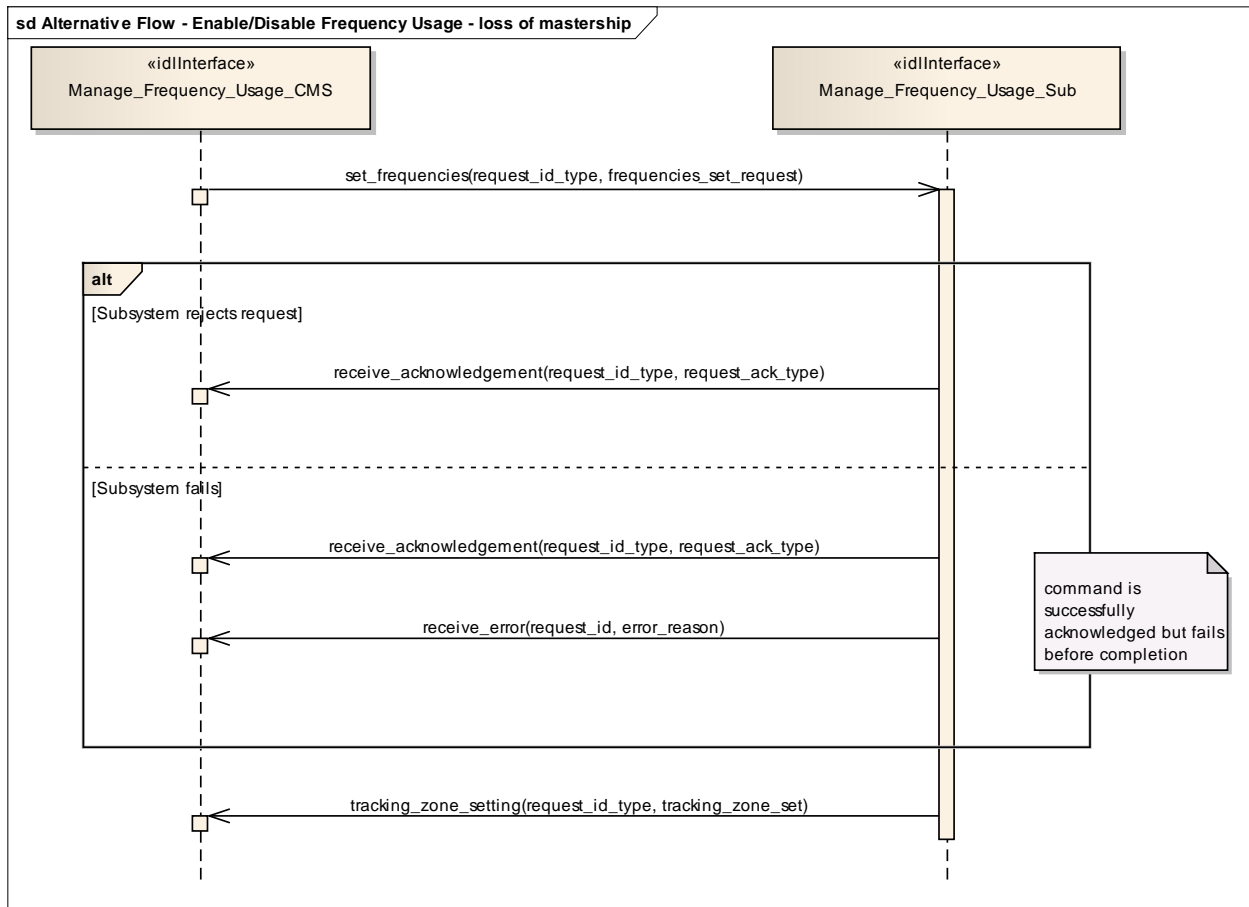 sd Alternative Flow - Enable/Disable Frequency Usage - loss of mastership
«idlInterface»
Manage_Frequency_Usage_CMS
«idlInterface»
Manage_Frequency_Usage_Sub
set_frequencies(request_id_type, frequencies_set_request)
alt
[Subsystem rejects request]
receive_acknowledgement(request_id_type, request_ack_type)
[Subsystem fails]
receive_acknowledgement(request_id_type, request_ack_type)
receive_error(request_id, error_reason)
command is
successfully
acknowledged but fails
before completion
tracking_zone_setting(request_id_type, tracking_zone_set)